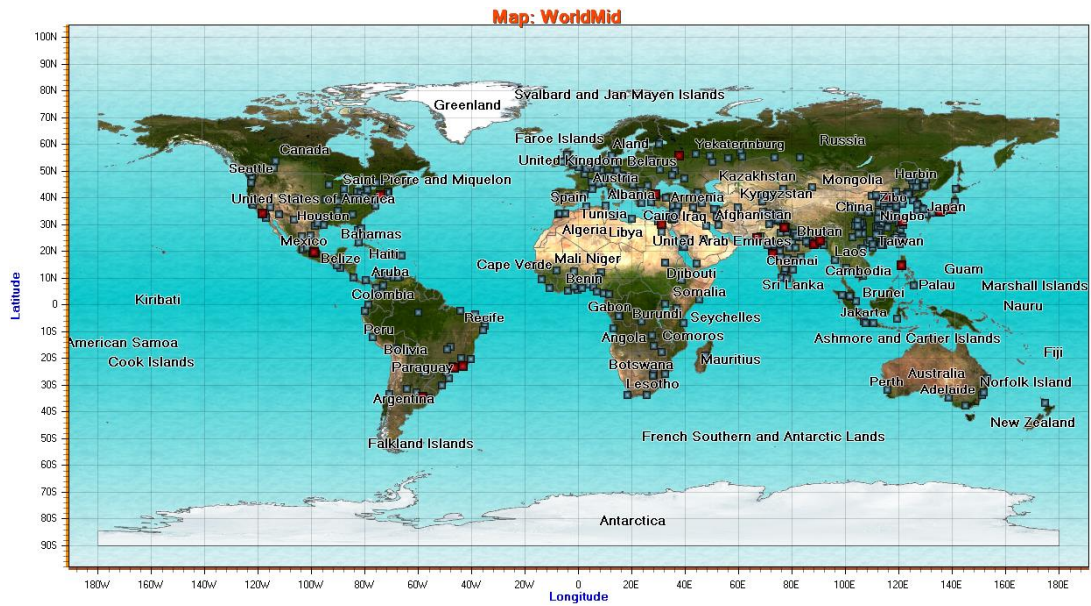 Map: WorldMid
100N
90N
80N
70N
60N
50N
40N
30N
20N
10N
0
10S
20S
30S
40S
50S
60S
70S
80S
90S
Latitude
Svalbard and Jan Mayen Islands
Greenland
Faroe Islands
Aland
Yekaterinburg
Russia
Canada
United Kingdom
Belarus
Seattle
Saint Pierre and Miquelon
Austria
Kazakhstan
Mongolia
Harbin
United States of America
Spain
Albania
Armenia
Kyrgyzstan
Zibo
Houston
Tunisia
Cairo
Iraq
Afghanistan
China
Ningbo
Japan
Bahamas
Algeria
Libya
Bhutan
Mexico
United Arab Emirates
Taiwan
Haiti
Belize
Mali
Niger
Chennai
Laos
Aruba
Cape Verde
Benin
Djibouti
Cambodia
Guam
Colombia
Somalia
Sri Lanka
Brunei
Palau
Marshall Islands
Kiribati
Gabon
Burundi
Seychelles
Jakarta
Nauru
Peru
Recife
Angola
Comoros
Ashmore and Cartier Islands
American Samoa
Cook Islands
Bolivia
Botswana
Mauritius
Fiji
Paraguay
Lesotho
Perth
Australia
Adelaide
Norfolk Island
Argentina
New Zealand
Falkland Islands
French Southern and Antarctic Lands
Antarctica
180W 160W 140W 120W 100W 80W 60W 40W 20W 0 20E 40E 60E 80E 100E 120E 140E 160E 180E
Longitude